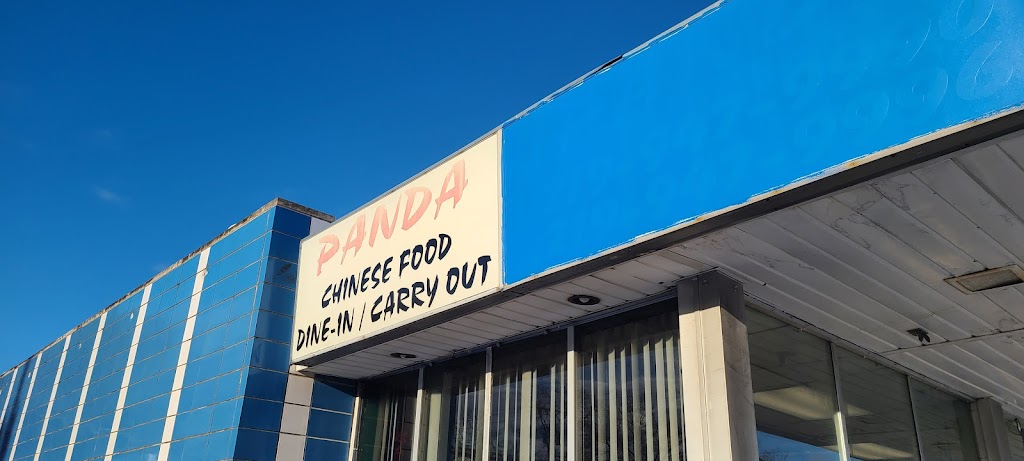 PANDA
CHINESE FOOD
DINE-IN / CARRY OUT